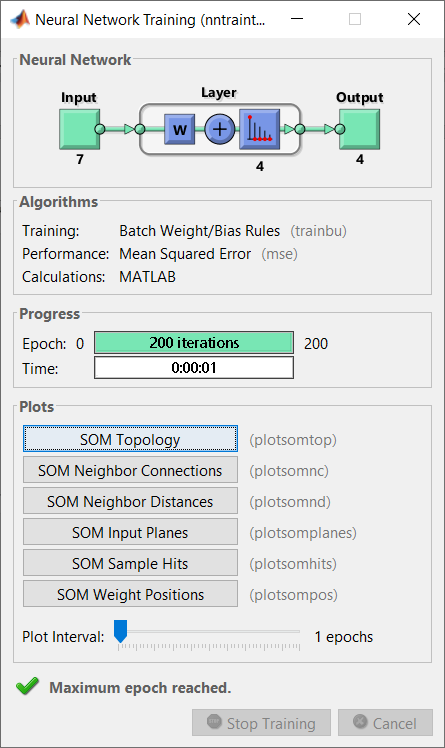 Neural Network Training (nntraint...
Neural Network
Input
Layer
Output
W
7
4
4
Algorithms
Training: Batch Weight/Bias Rules (trainbu)
Performance: Mean Squared Error (mse)
Calculations: MATLAB
Progress
Epoch: 0 200 iterations 200
Time: 0:00:01
Plots
SOM Topology (plotsomtop)
SOM Neighbor Connections (plotsomnc)
SOM Neighbor Distances (plotsomnd)
SOM Input Planes (plotsomplanes)
SOM Sample Hits (plotsomhits)
SOM Weight Positions (plotsompos)
Plot Interval: 1 epochs
Maximum epoch reached.
Stop Training Cancel